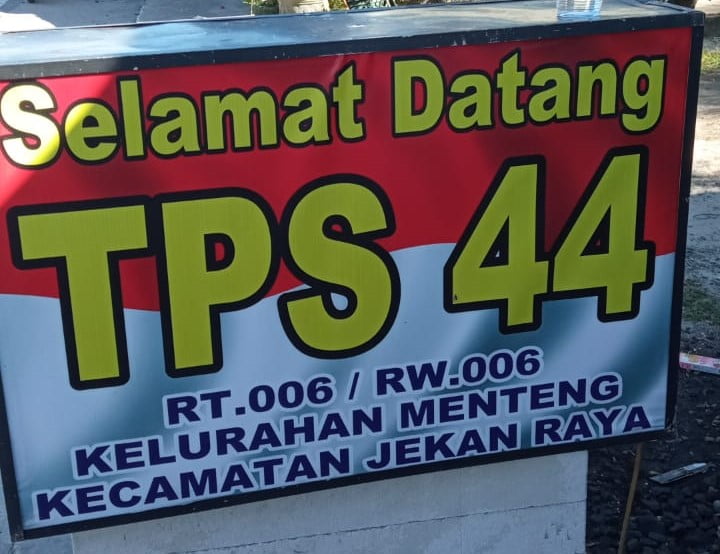 Selamat Datang
TPS 44
RT.006 / RW.006
KELURAHAN MENTENG
KECAMATAN JEKAN RAYA